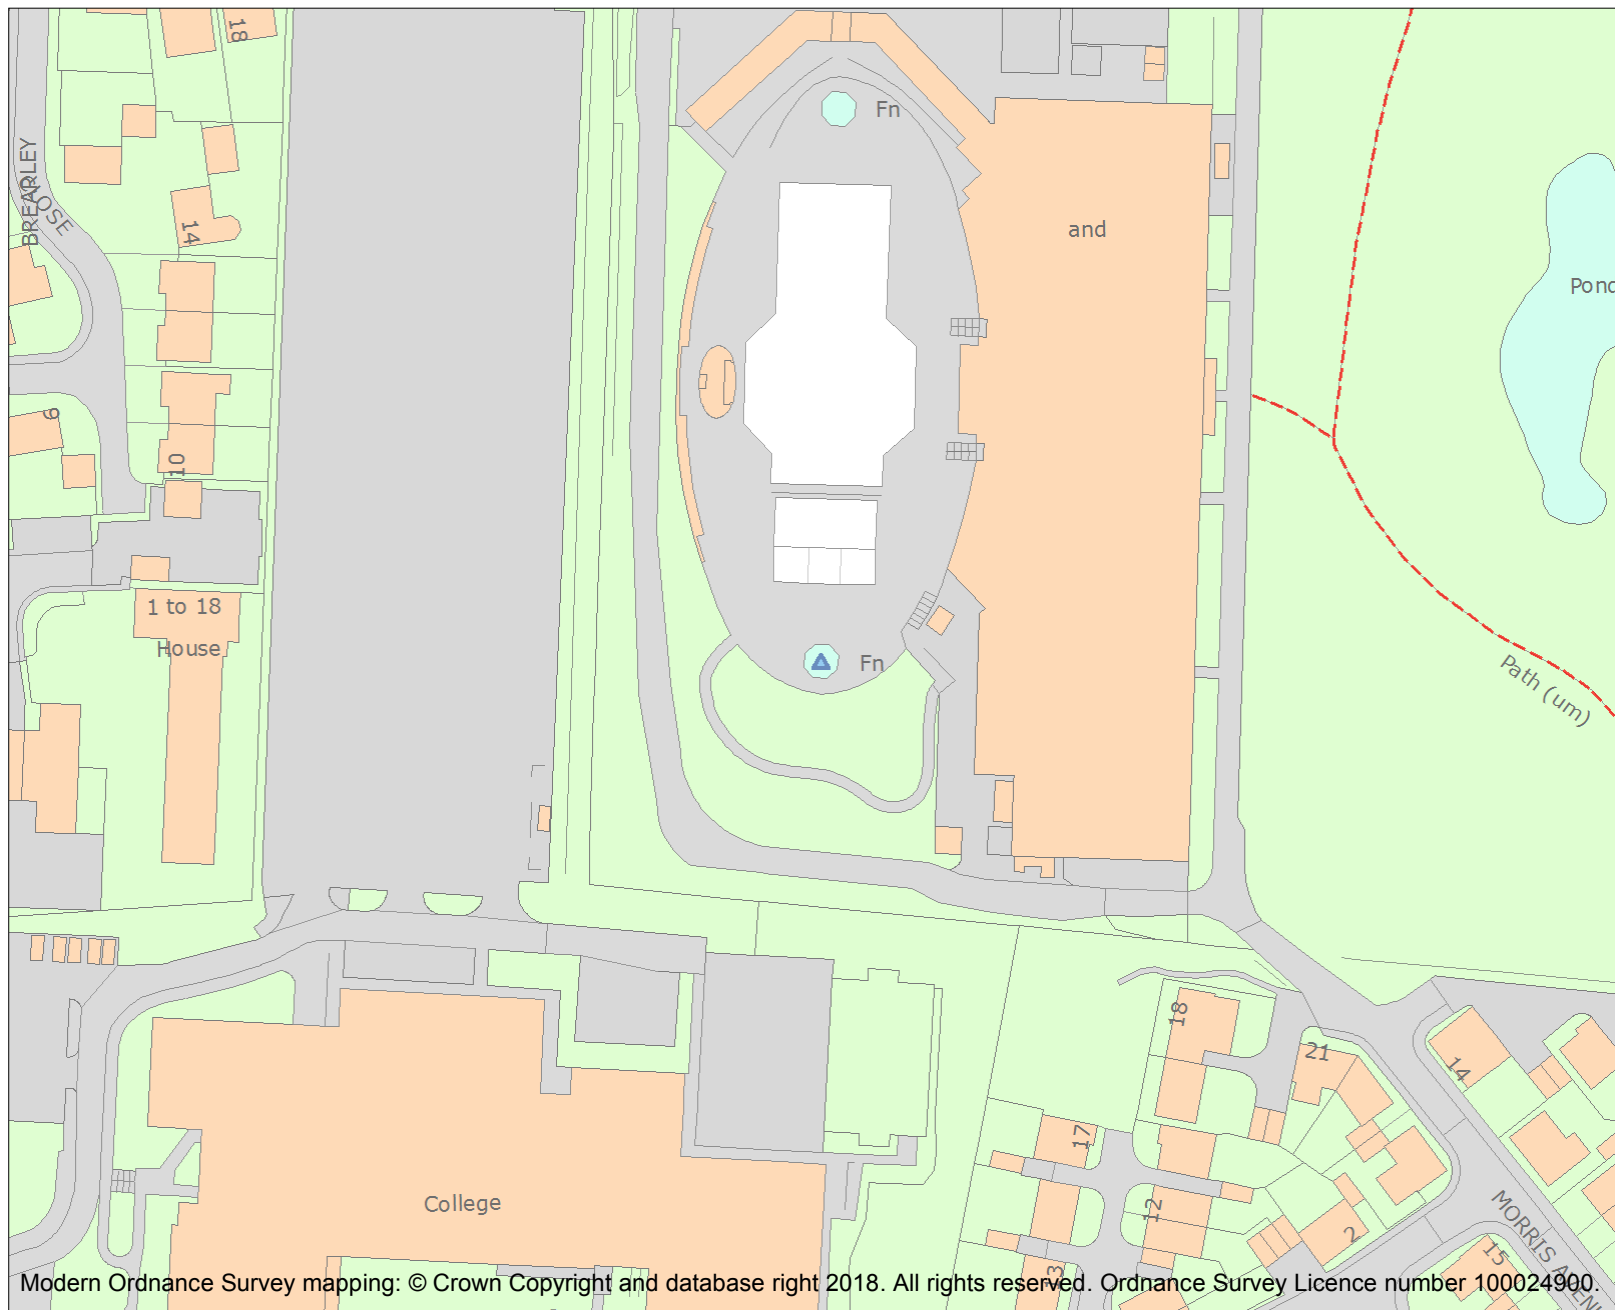 18
Fn
BREARLEY
CLOSE
14
and
Pond
9
10
1 to 18
House
Fn
Path (um)
18
21
14
17
12
College
2
MORRIS AVEN
15
13
Modern Ordnance Survey mapping: © Crown Copyright and database right 2018. All rights reserved. Ordnance Survey Licence number 100024900.